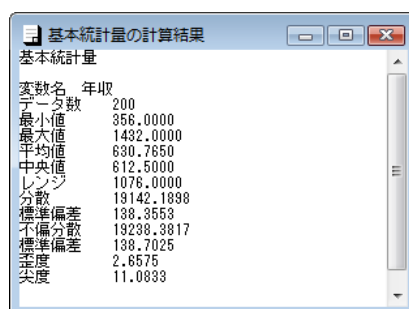 基本統計量の計算結果
基本統計量
変数名 年収
データ数 200
最小値 356.0000
最大値 1432.0000
平均値 630.7650
中央値 612.5000
レンジ 1076.0000
分散 19142.1898
標準偏差 138.3553
不偏分散 19238.3817
標準偏差 138.7025
歪度 2.6575
尖度 11.0833